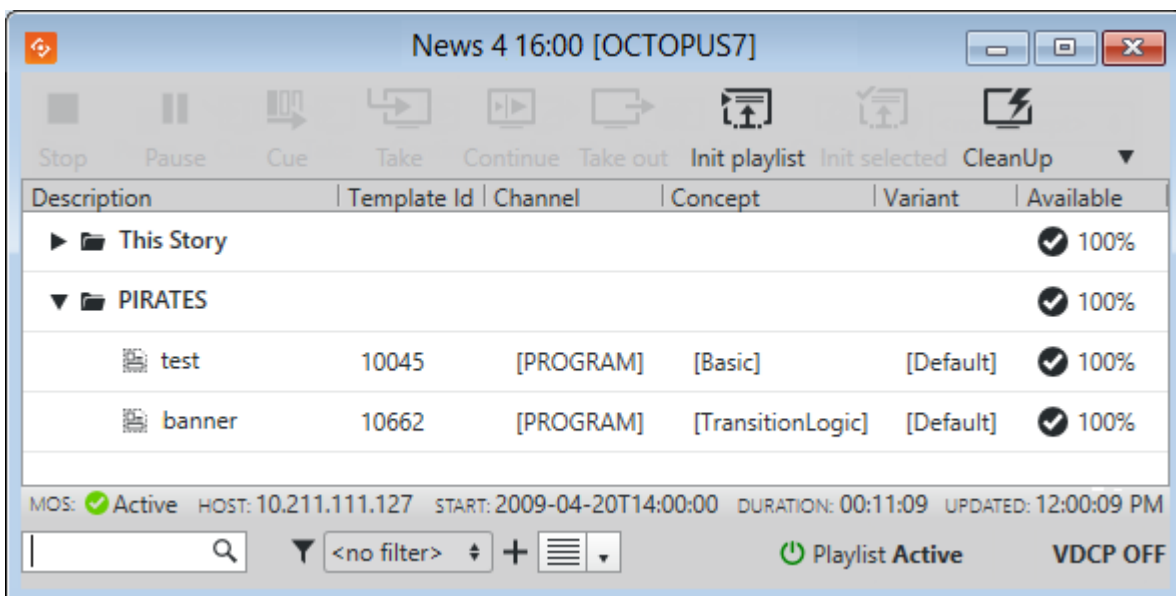 News 4 16:00 [OCTOPUS7]
Stop Pause Cue Take Continue Take out Init playlist Init selected CleanUp
Description Template Id Channel Concept Variant Available
This Story 100%
PIRATES 100%
test 10045 [PROGRAM] [Basic] [Default] 100%
banner 10662 [PROGRAM] [TransitionLogic] [Default] 100%
MOS: Active HOST: 10.211.111.127 START: 2009-04-20T14:00:00 DURATION: 00:11:09 UPDATED: 12:00:09 PM
<no filter> Playlist Active VDCP OFF